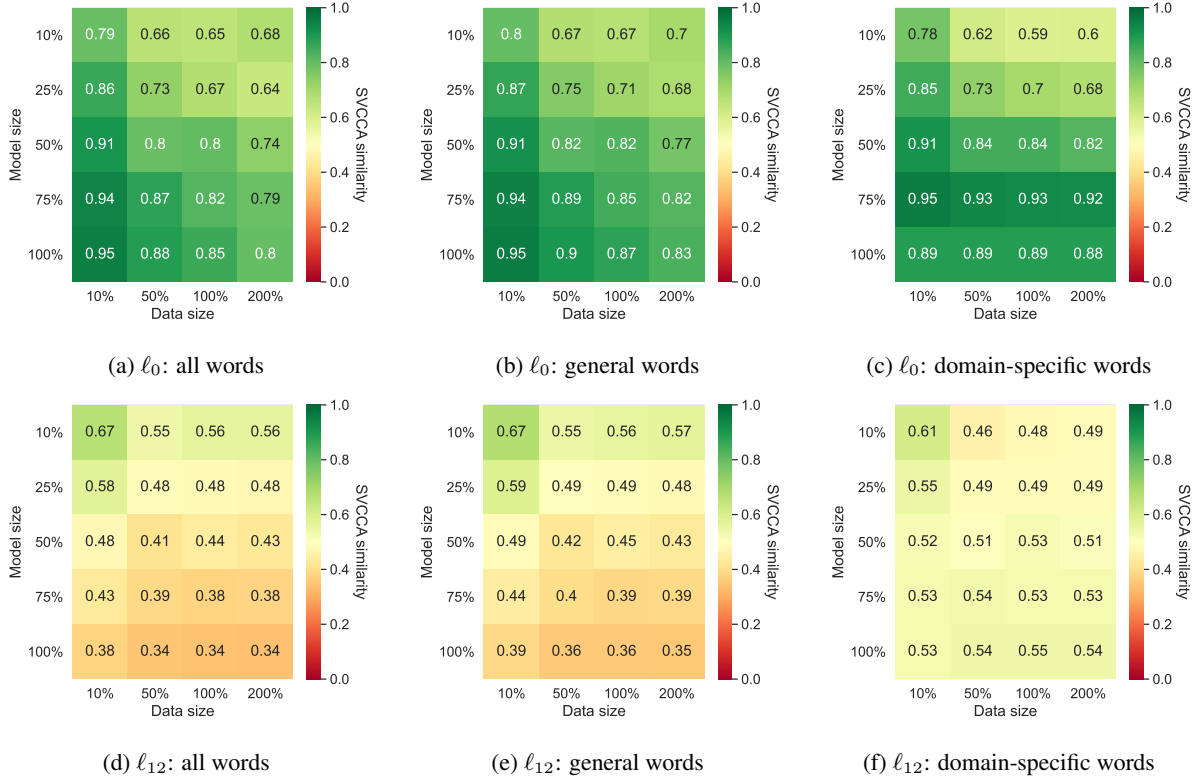 10% 0.79 0.66 0.65 0.68
25% 0.86 0.73 0.67 0.64
50% 0.91 0.8 0.8 0.74
75% 0.94 0.87 0.82 0.79
100% 0.95 0.88 0.85 0.8
10% 50% 100% 200%
Data size
Model size
1.0
0.8
0.6
0.4
0.2
0.0
SVCCA similarity
(a) ℓ0: all words
10% 0.8 0.67 0.67 0.7
25% 0.87 0.75 0.71 0.68
50% 0.91 0.82 0.82 0.77
75% 0.94 0.89 0.85 0.82
100% 0.95 0.9 0.87 0.83
10% 50% 100% 200%
Data size
Model size
1.0
0.8
0.6
0.4
0.2
0.0
SVCCA similarity
(b) ℓ0: general words
10% 0.78 0.62 0.59 0.6
25% 0.85 0.73 0.7 0.68
50% 0.91 0.84 0.84 0.82
75% 0.95 0.93 0.93 0.92
100% 0.89 0.89 0.89 0.88
10% 50% 100% 200%
Data size
Model size
1.0
0.8
0.6
0.4
0.2
0.0
SVCCA similarity
(c) ℓ0: domain-specific words
10% 0.67 0.55 0.56 0.56
25% 0.58 0.48 0.48 0.48
50% 0.48 0.41 0.44 0.43
75% 0.43 0.39 0.38 0.38
100% 0.38 0.34 0.34 0.34
10% 50% 100% 200%
Data size
Model size
1.0
0.8
0.6
0.4
0.2
0.0
SVCCA similarity
(d) ℓ12: all words
10% 0.67 0.55 0.56 0.57
25% 0.59 0.49 0.49 0.48
50% 0.49 0.42 0.45 0.43
75% 0.44 0.4 0.39 0.39
100% 0.39 0.36 0.36 0.35
10% 50% 100% 200%
Data size
Model size
1.0
0.8
0.6
0.4
0.2
0.0
SVCCA similarity
(e) ℓ12: general words
10% 0.61 0.46 0.48 0.49
25% 0.55 0.49 0.49 0.49
50% 0.52 0.51 0.53 0.51
75% 0.53 0.54 0.53 0.53
100% 0.53 0.54 0.55 0.54
10% 50% 100% 200%
Data size
Model size
1.0
0.8
0.6
0.4
0.2
0.0
SVCCA similarity
(f) ℓ12: domain-specific words